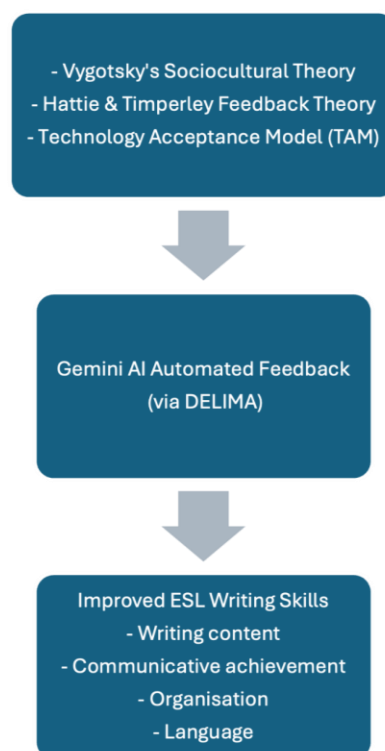 - Vygotsky's Sociocultural Theory
- Hattie & Timperley Feedback Theory
- Technology Acceptance Model (TAM)
Gemini AI Automated Feedback
(via DELIMA)
Improved ESL Writing Skills
- Writing content
- Communicative achievement
- Organisation
- Language